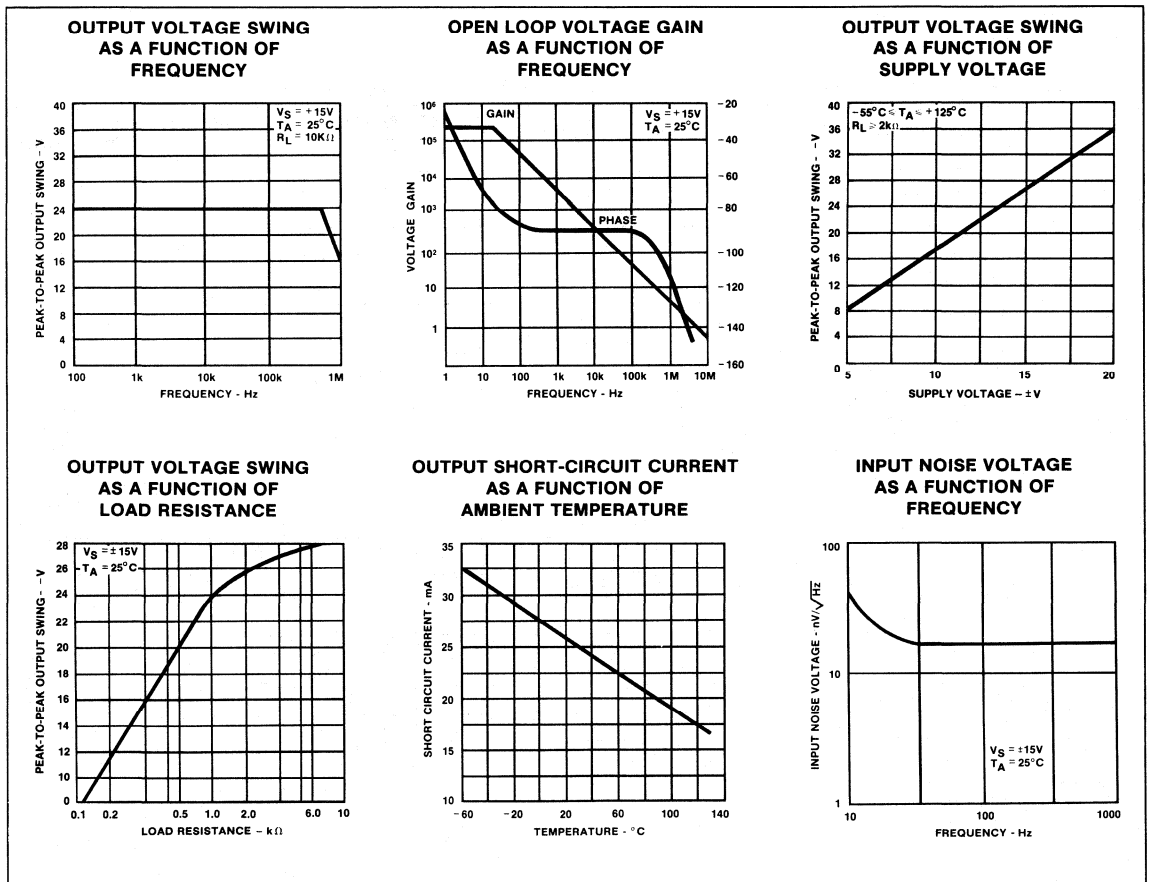 OUTPUT VOLTAGE SWING
AS A FUNCTION OF
FREQUENCY
PEAK-TO-PEAK OUTPUT SWING - V
40
36
32
28
24
20
16
12
8
4
0
VS = +15V
TA = 25°C
RL = 10KΩ
100 1k 10k 100k 1M
FREQUENCY - Hz
OPEN LOOP VOLTAGE GAIN
AS A FUNCTION OF
FREQUENCY
VOLTAGE GAIN
10⁶
10⁵
10⁴
10³
10²
10
1
GAIN
VS = +15V
TA = 25°C
PHASE
-20
-40
-60
-80
-100
-120
-140
-160
1 10 100 1k 10k 100k 1M 10M
FREQUENCY - Hz
OUTPUT VOLTAGE SWING
AS A FUNCTION OF
SUPPLY VOLTAGE
PEAK-TO-PEAK OUTPUT SWING - -V
40
36
32
28
24
20
16
12
8
4
0
-55°C ≤ TA ≤ +125°C
RL ≥ 2kΩ
5 10 15 20
SUPPLY VOLTAGE - ±V
OUTPUT VOLTAGE SWING
AS A FUNCTION OF
LOAD RESISTANCE
PEAK-TO-PEAK OUTPUT SWING - -V
28
26
24
22
20
18
16
14
12
10
0
VS = ±15V
TA = 25°C
0.1 0.2 0.5 1.0 2.0 6.0 10
LOAD RESISTANCE - kΩ
OUTPUT SHORT-CIRCUIT CURRENT
AS A FUNCTION OF
AMBIENT TEMPERATURE
SHORT CIRCUIT CURRENT - mA
35
30
25
20
15
10
-60 -20 20 60 100 140
TEMPERATURE - °C
INPUT NOISE VOLTAGE
AS A FUNCTION OF
FREQUENCY
INPUT NOISE VOLTAGE - nV/√Hz
100
10
1
VS = ±15V
TA = 25°C
10 100 1000
FREQUENCY - Hz